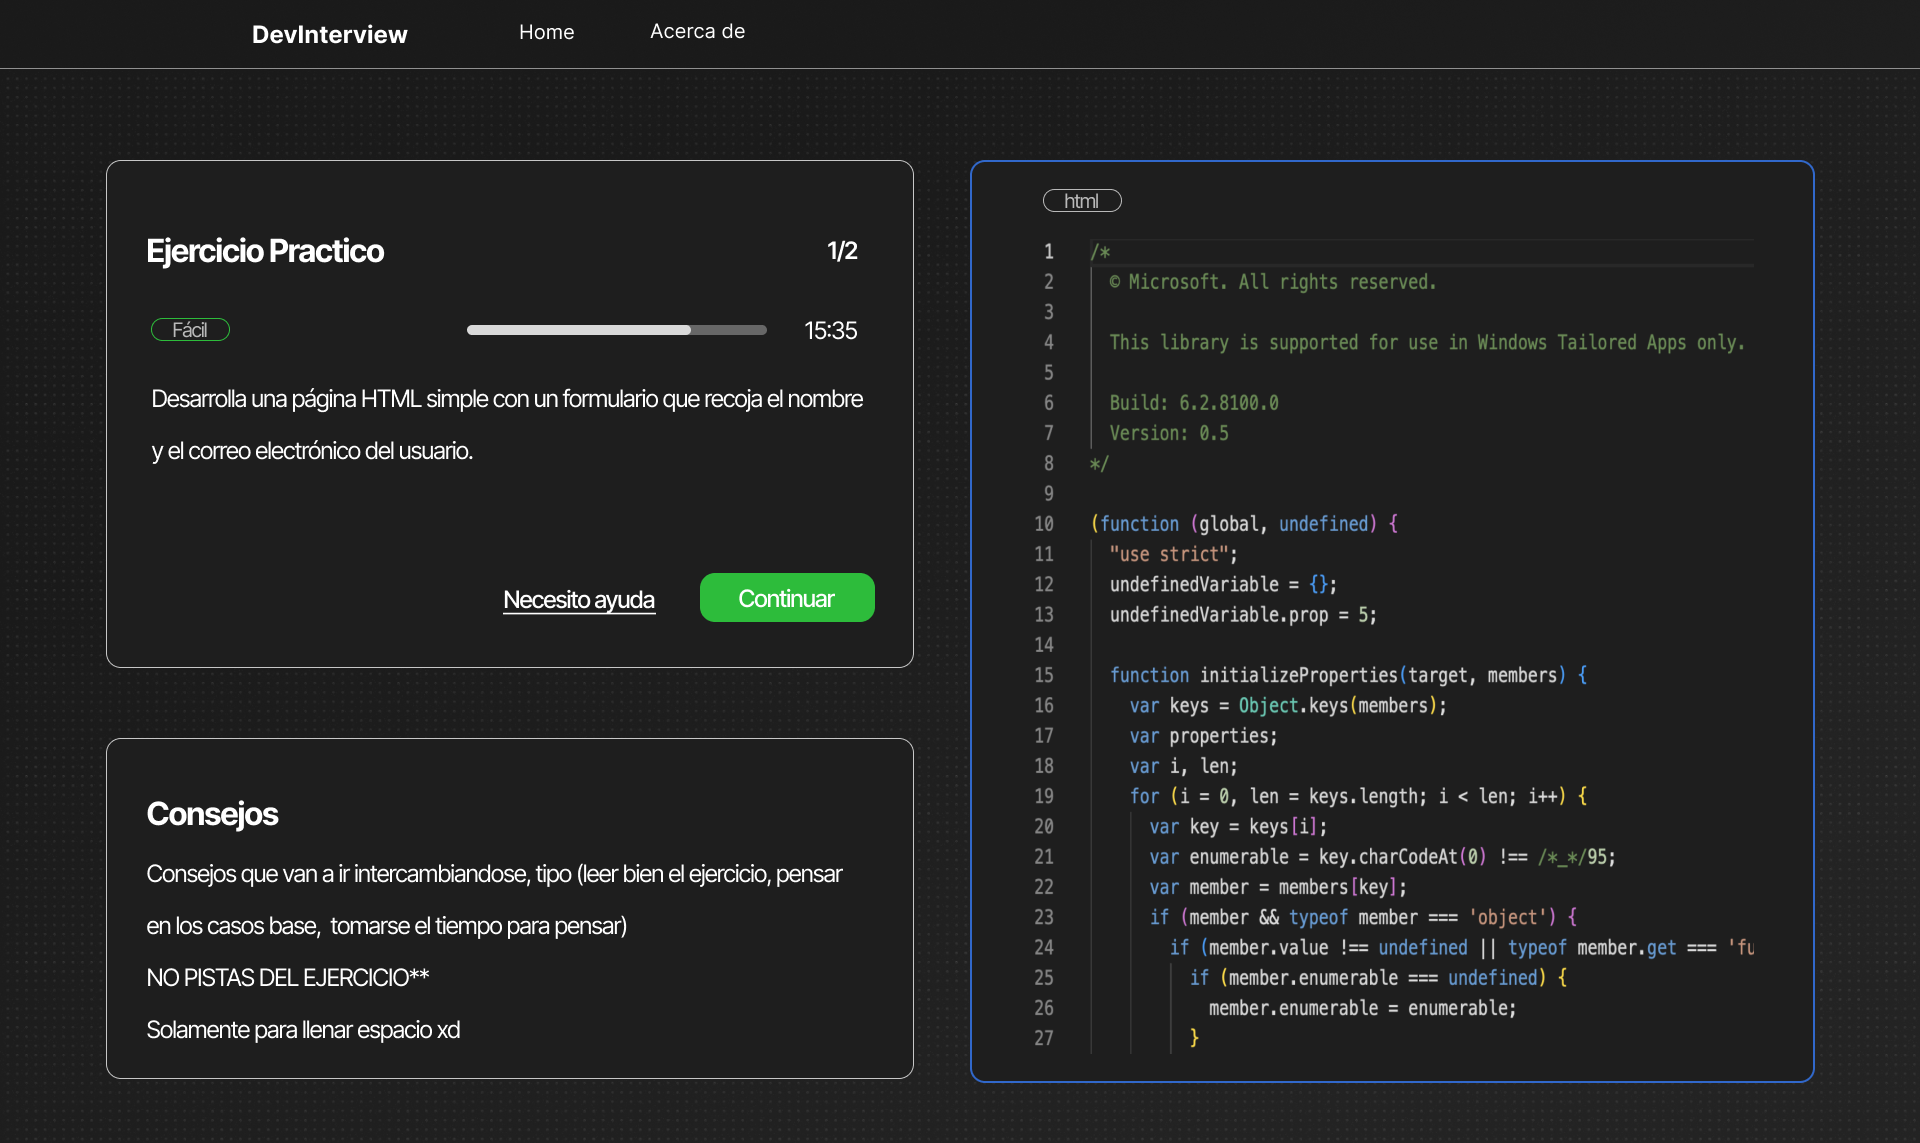 DevInterview
Home
Acerca de
Ejercicio Practico
1/2
Fácil
15:35
Desarrolla una página HTML simple con un formulario que recoja el nombre
y el correo electrónico del usuario.
Necesito ayuda
Continuar
Consejos
Consejos que van a ir intercambiandose, tipo (leer bien el ejercicio, pensar
en los casos base,  tomarse el tiempo para pensar)
NO PISTAS DEL EJERCICIO**
Solamente para llenar espacio xd
html
1 /*
2   © Microsoft. All rights reserved.
3
4   This library is supported for use in Windows Tailored Apps only.
5
6   Build: 6.2.8100.0
7   Version: 0.5
8 */
9
10 (function (global, undefined) {
11   "use strict";
12   undefinedVariable = {};
13   undefinedVariable.prop = 5;
14
15   function initializeProperties(target, members) {
16     var keys = Object.keys(members);
17     var properties;
18     var i, len;
19     for (i = 0, len = keys.length; i < len; i++) {
20       var key = keys[i];
21       var enumerable = key.charCodeAt(0) !== /*_*/95;
22       var member = members[key];
23       if (member && typeof member === 'object') {
24         if (member.value !== undefined || typeof member.get === 'fu
25           if (member.enumerable === undefined) {
26             member.enumerable = enumerable;
27           }